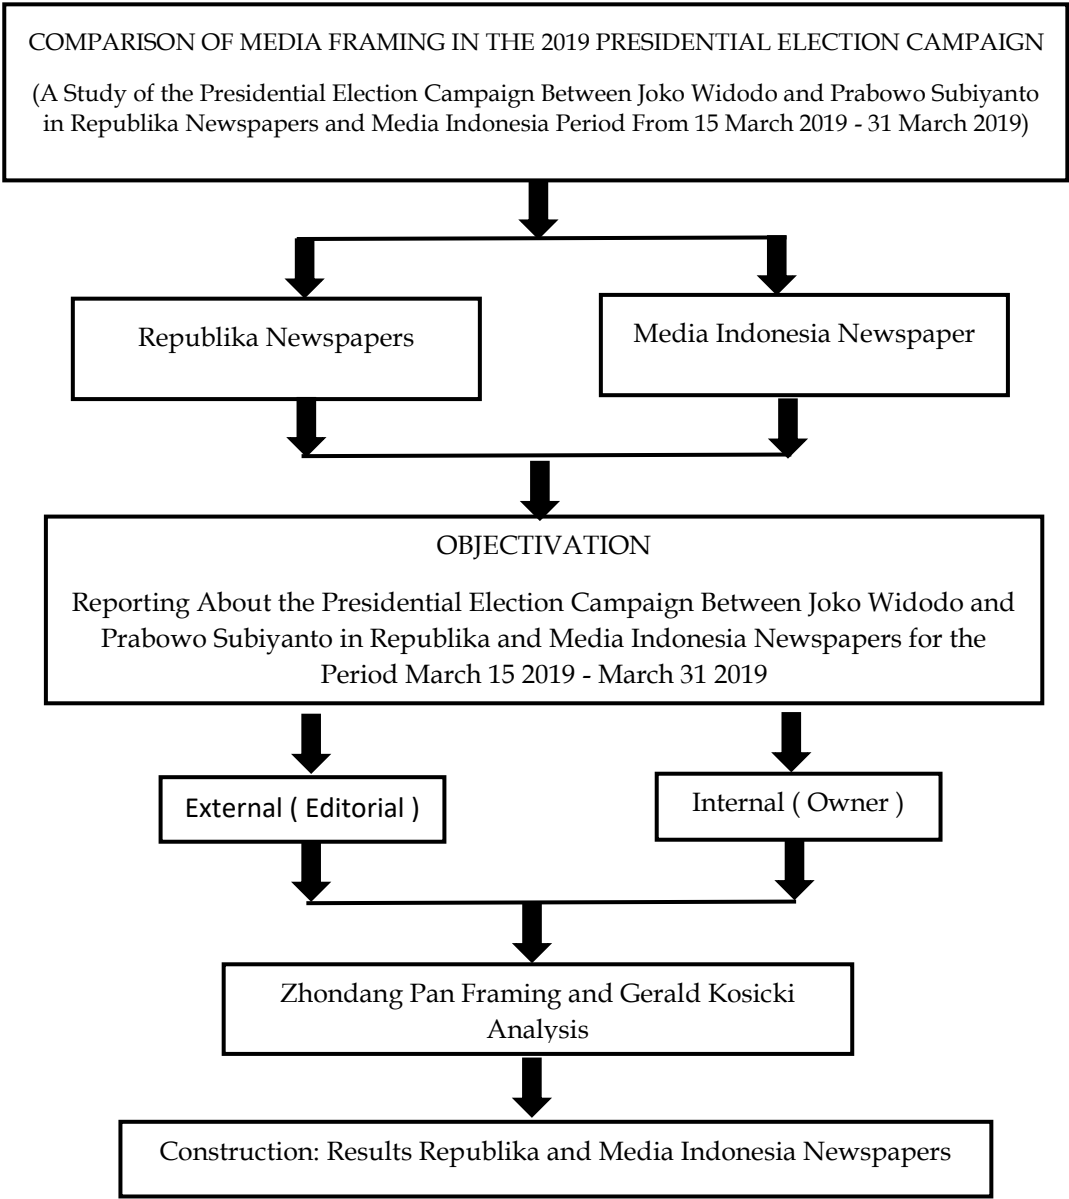 COMPARISON OF MEDIA FRAMING IN THE 2019 PRESIDENTIAL ELECTION CAMPAIGN
(A Study of the Presidential Election Campaign Between Joko Widodo and Prabowo Subiyanto
in Republika Newspapers and Media Indonesia Period From 15 March 2019 - 31 March 2019)
Republika Newspapers
Media Indonesia Newspaper
OBJECTIVATION
Reporting About the Presidential Election Campaign Between Joko Widodo and
Prabowo Subiyanto in Republika and Media Indonesia Newspapers for the
Period March 15 2019 - March 31 2019
External ( Editorial )
Internal ( Owner )
Zhondang Pan Framing and Gerald Kosicki
Analysis
Construction: Results Republika and Media Indonesia Newspapers